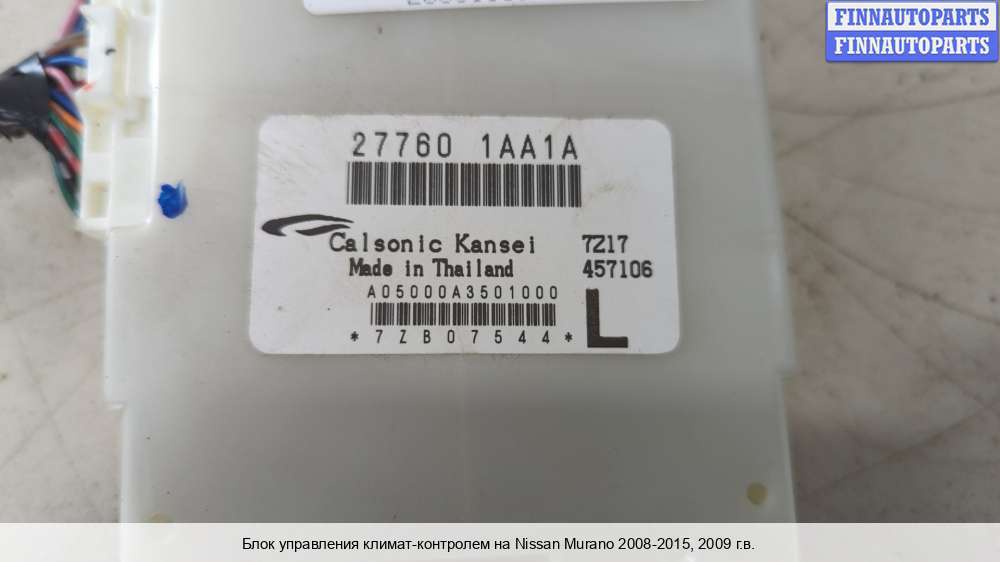 FINNAUTOPARTS
FINNAUTOPARTS
27760 1AA1A
Calsonic Kansei 7Z17
Made in Thailand 457106
A05000A3501000
*7ZB07544* L
Блок управления климат-контролем на Nissan Murano 2008-2015, 2009 г.в.